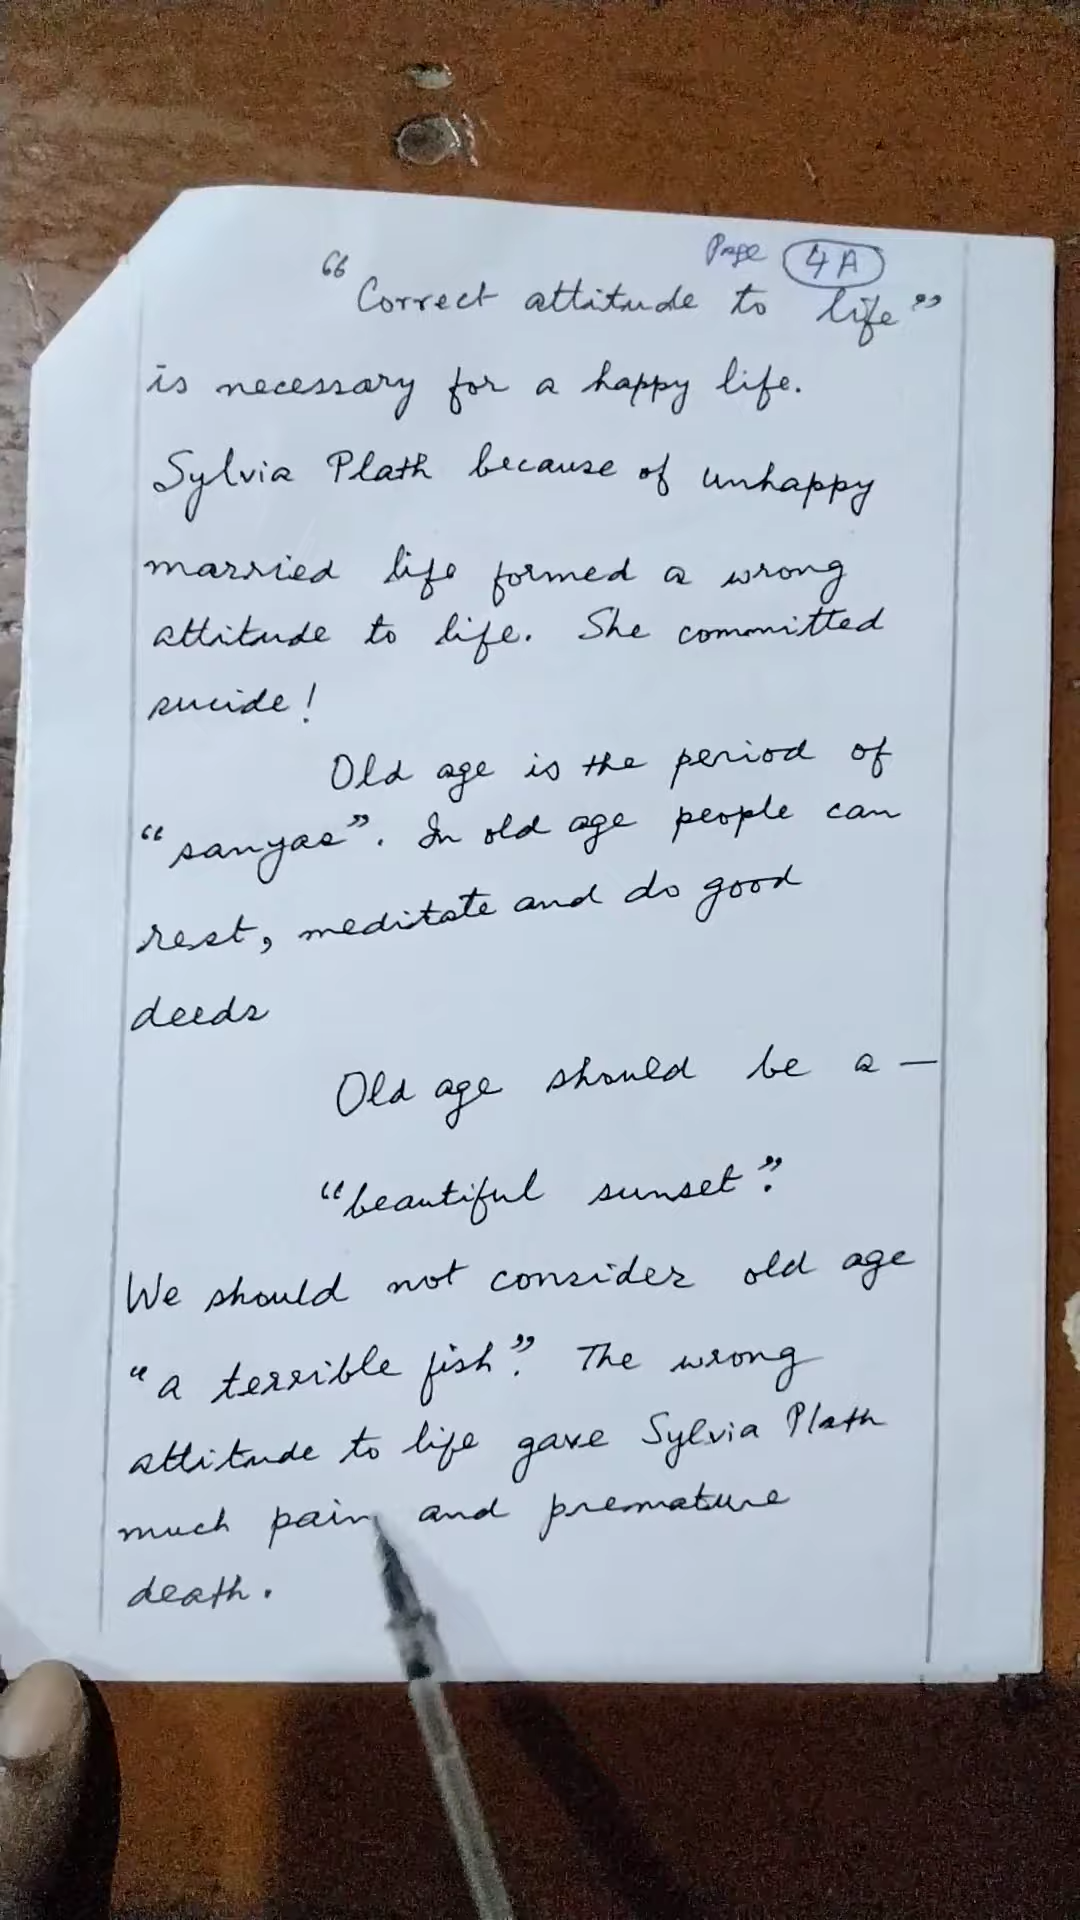 Page 4A
"Correct attitude to life"
is necessary for a happy life.
Sylvia Plath because of unhappy
married life formed a wrong
attitude to life. She committed
sucide!
Old age is the period of
"sanyas". In old age people can
rest, meditate and do good
deeds
Old age should be a —
"beautiful sunset".
We should not consider old age
"a terrible fish". The wrong
attitude to life gave Sylvia Plath
much pain and premature
death.